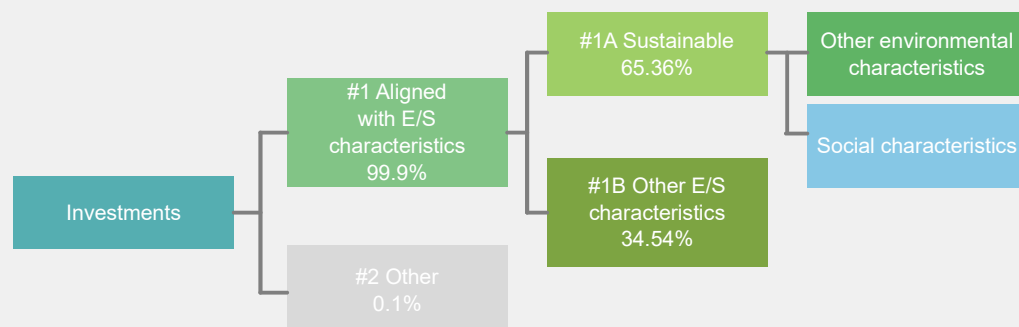 Investments
#1 Aligned
with E/S
characteristics
99.9%
#2 Other
0.1%
#1A Sustainable
65.36%
#1B Other E/S
characteristics
34.54%
Other environmental
characteristics
Social characteristics